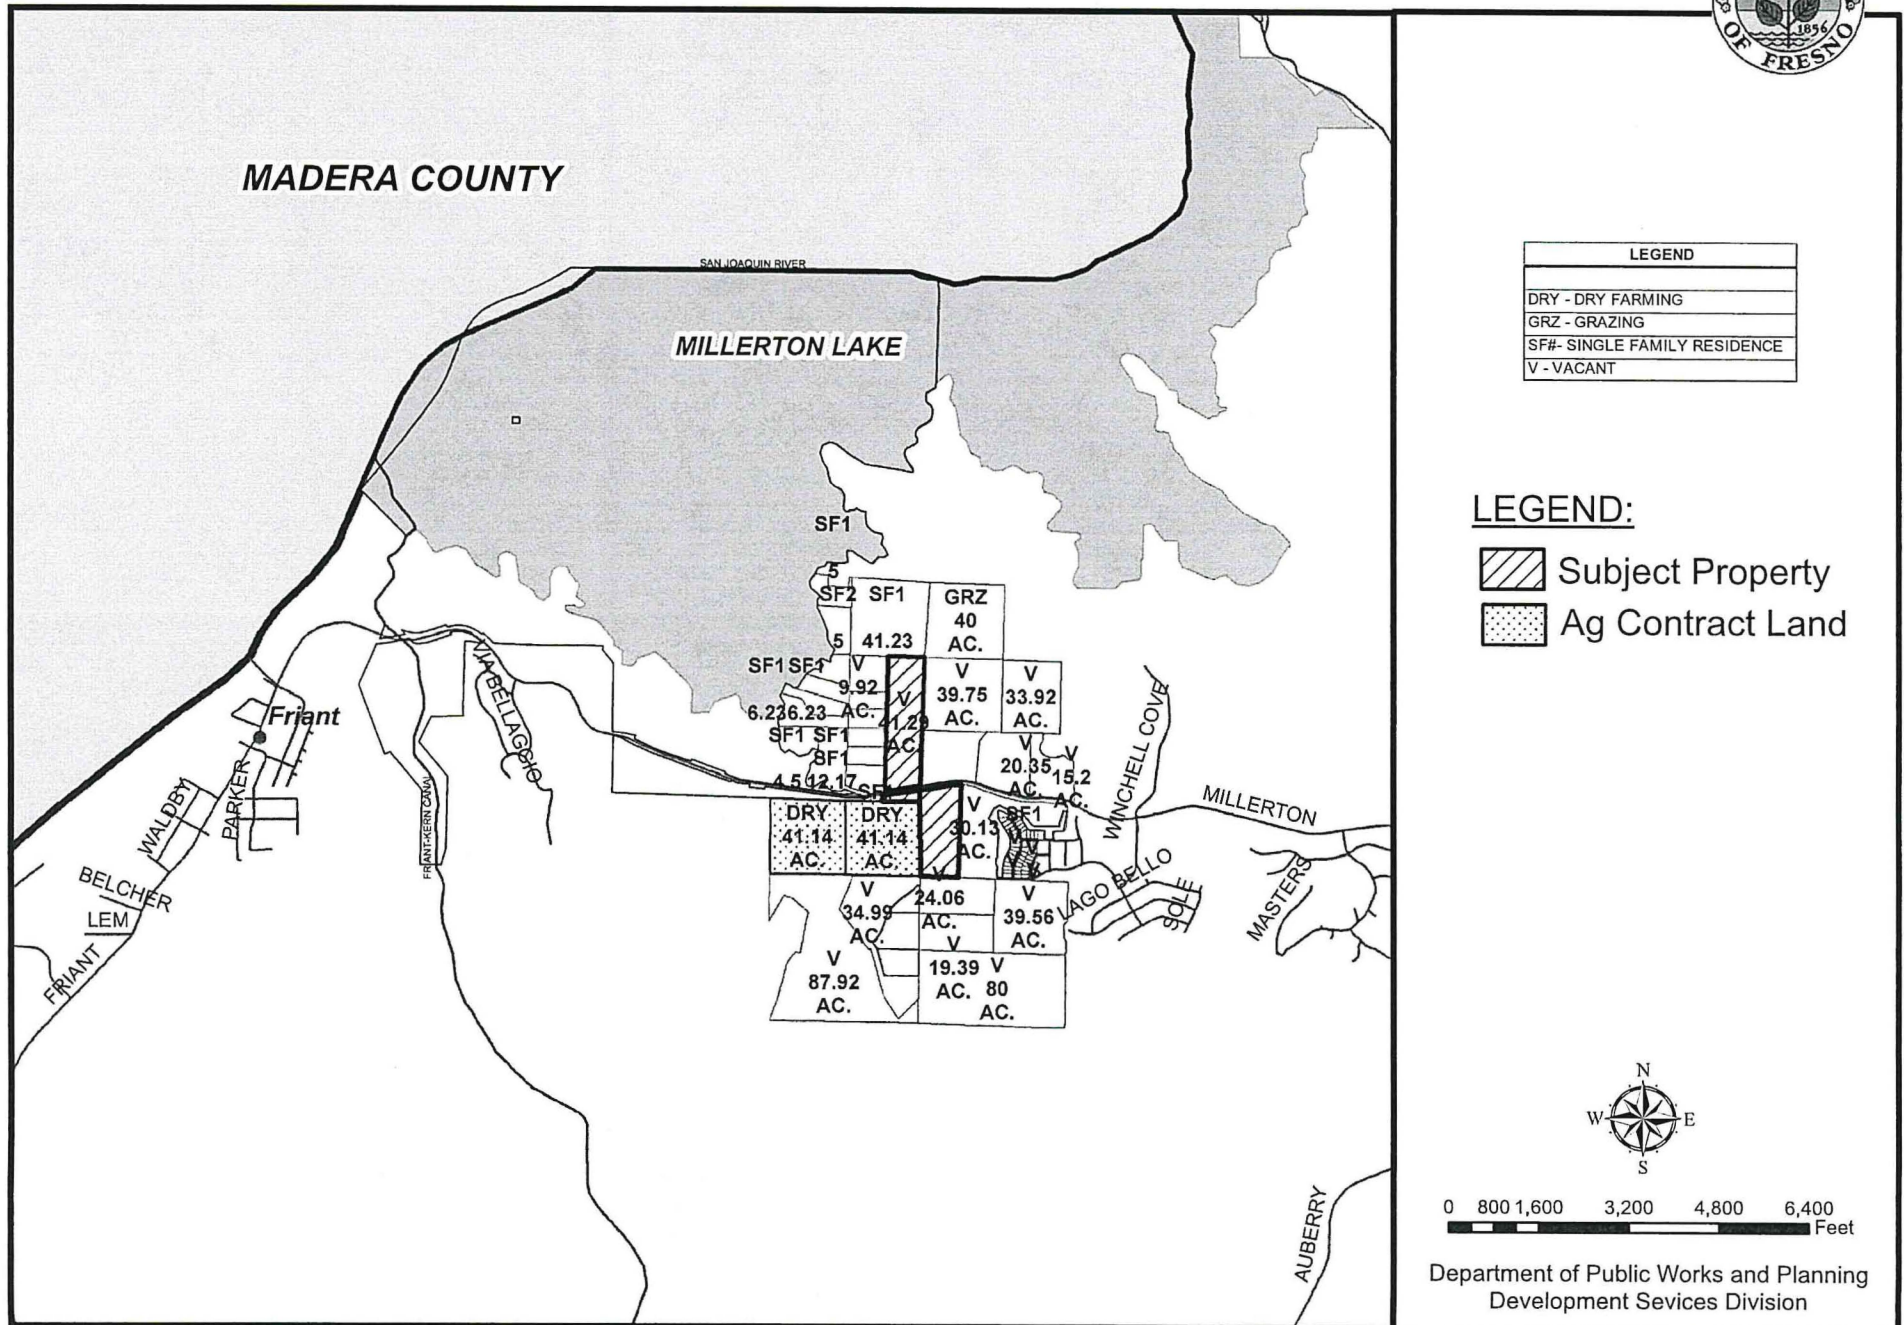 1856
OF FRESNO
MADERA COUNTY
SAN JOAQUIN RIVER
MILLERTON LAKE
LEGEND
DRY - DRY FARMING
GRZ - GRAZING
SF#- SINGLE FAMILY RESIDENCE
V - VACANT
LEGEND:
Subject Property
Ag Contract Land
SF1
5
SF2
SF1
GRZ
40
AC.
5
41.23
SF1
SF1
V
9.92
AC.
V
41.29
AC.
V
39.75
AC.
V
33.92
AC.
6.23
6.23
SF1
SF1
SF1
4.5
12.17
V
20.35
AC.
V
15.2
AC.
DRY
41.14
AC.
DRY
41.14
AC.
V
30.13
AC.
SF1
V
34.99
AC.
V
24.06
AC.
V
39.56
AC.
V
87.92
AC.
V
19.39
AC.
V
80
AC.
Friant
VIA BELLAGIO
FRIANT-KERN CANAL
WALDBY
PARKER
BELCHER
LEM
FRIANT
WINCHELL COVE
MILLERTON
LAGO BELLO
SOLE
MASTERS
AUBERRY
N
W
E
S
0 800 1,600 3,200 4,800 6,400
Feet
Department of Public Works and Planning
Development Sevices Division